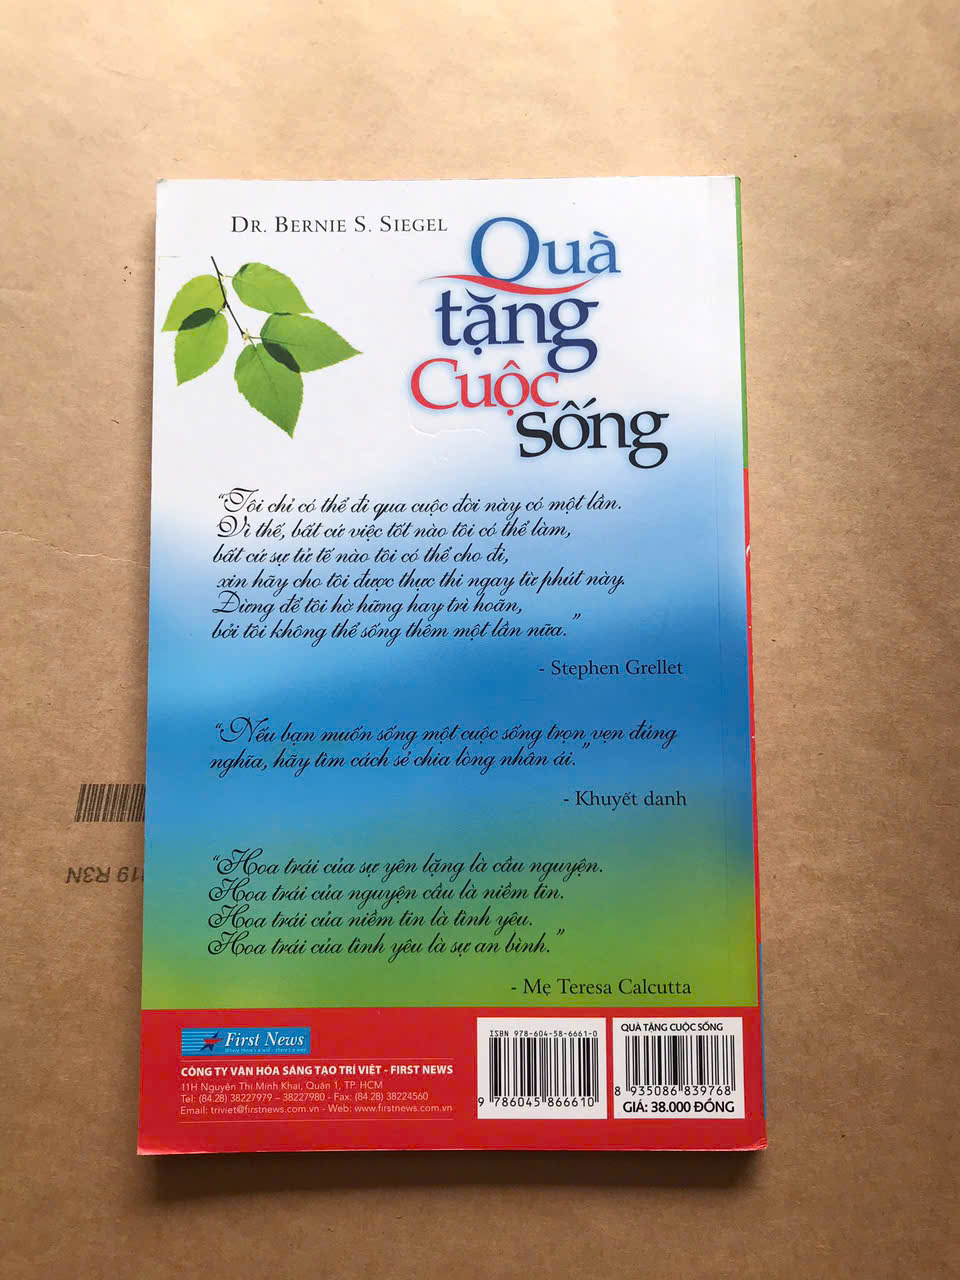 DR. BERNIE S. SIEGEL
Quà
tặng
Cuộc
sống
“Tôi chỉ có thể đi qua cuộc đời này có một lần.
Vì thế, bất cứ việc tốt nào tôi có thể làm,
bất cứ sự tử tế nào tôi có thể cho đi,
xin hãy cho tôi được thực thi ngay từ phút này.
Đừng để tôi hờ hững hay trì hoãn,
bởi tôi không thể sống thêm một lần nữa.”
- Stephen Grellet
“Nếu bạn muốn sống một cuộc sống trọn vẹn đúng
nghĩa, hãy tìm cách sẻ chia lòng nhân ái.”
- Khuyết danh
“Hoa trái của sự yên lặng là cầu nguyện.
Hoa trái của nguyện cầu là niềm tin.
Hoa trái của niềm tin là tình yêu.
Hoa trái của tình yêu là sự an bình.”
- Mẹ Teresa Calcutta
119 R3N
First News
CÔNG TY VĂN HÓA SÁNG TẠO TRÍ VIỆT - FIRST NEWS
11H Nguyễn Thị Minh Khai, Quận 1, TP. HCM
Tel: (84.28) 38227979 – 38227980 - Fax: (84.28) 38224560
Email: triviet@firstnews.com.vn - Web: www.firstnews.com.vn
ISBN 978-604-58-6661-0
9 786045 866610
QUÀ TẶNG CUỘC SỐNG
8 935086 839768
GIÁ: 38.000 ĐỒNG